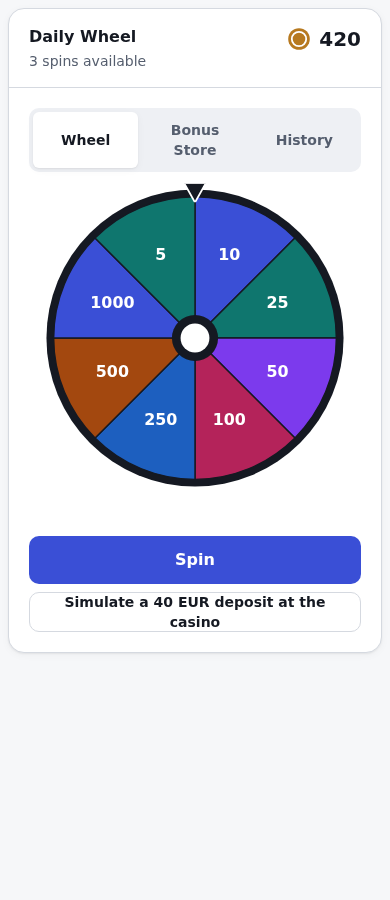 Daily Wheel
420
3 spins available
Wheel
Bonus
Store
History
5
10
1000
25
500
50
250
100
Spin
Simulate a 40 EUR deposit at the
casino